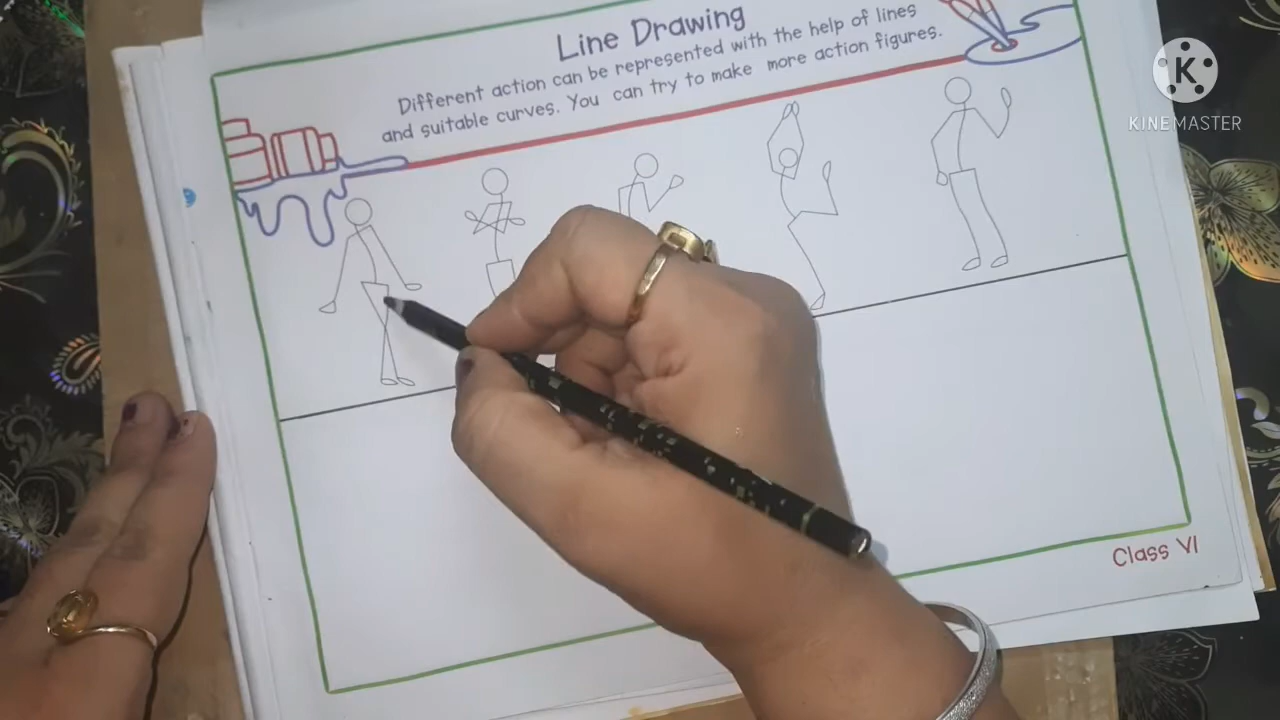 Line Drawing
Different action can be represented with the help of lines
and suitable curves. You can try to make more action figures.
K
KINEMASTER
Class VI